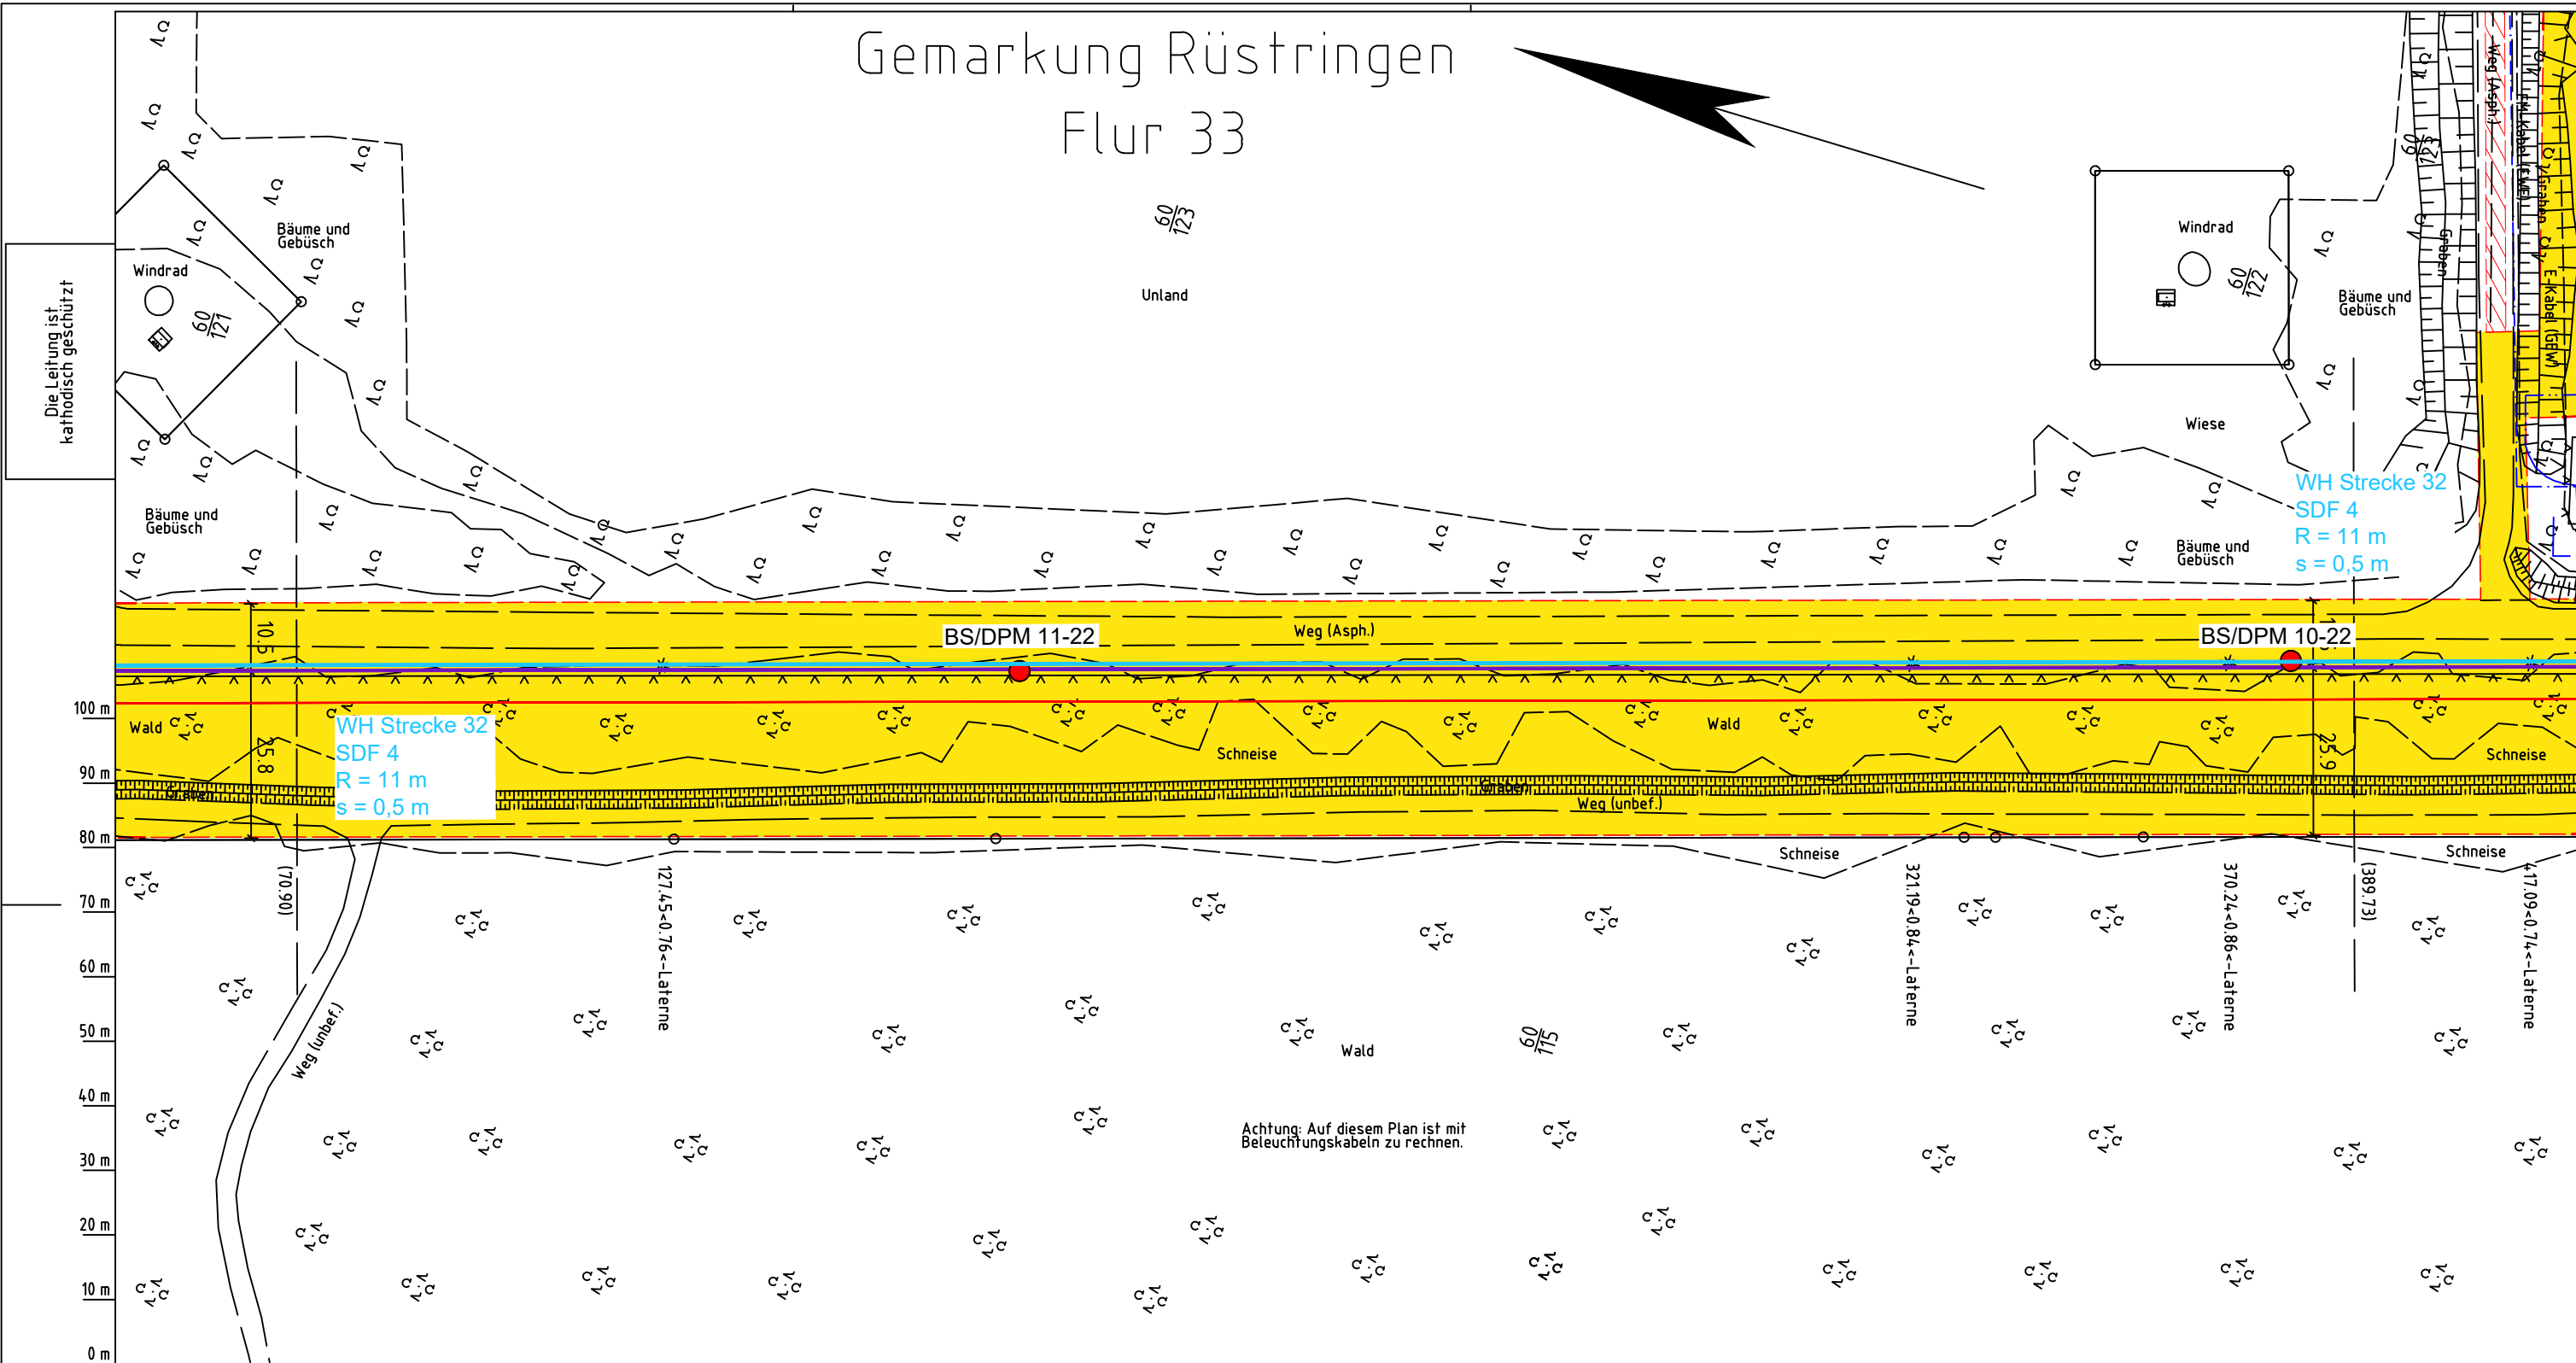 Gemarkung Rüstringen
Flur 33
60
123
Unland
Windrad
60
122
Bäume und
Gebüsch
Wiese
60
123
Weg (Asph.)
Graben
Graben
E-Kabel (GEW)
Bäume und
Gebüsch
Windrad
60
121
Die Leitung ist
kathodisch geschützt
Bäume und
Gebüsch
Bäume und
Gebüsch
WH Strecke 32
SDF 4
R = 11 m
s = 0,5 m
10.5
BS/DPM 11-22
Weg (Asph.)
BS/DPM 10-22
100 m
Wald
WH Strecke 32
SDF 4
R = 11 m
s = 0,5 m
25.8
Schneise
Wald
25.9
Schneise
90 m
Graben
Graben
Weg (unbef.)
80 m
Schneise
Schneise
(70.90)
127.45<0.76<-Laterne
321.19<0.84<-Laterne
370.24<0.86<-Laterne
(389.73)
417.09<0.74<-Laterne
70 m
60 m
Weg (unbef.)
50 m
Wald
60
115
40 m
Achtung: Auf diesem Plan ist mit
Beleuchtungskabeln zu rechnen.
30 m
20 m
10 m
0 m